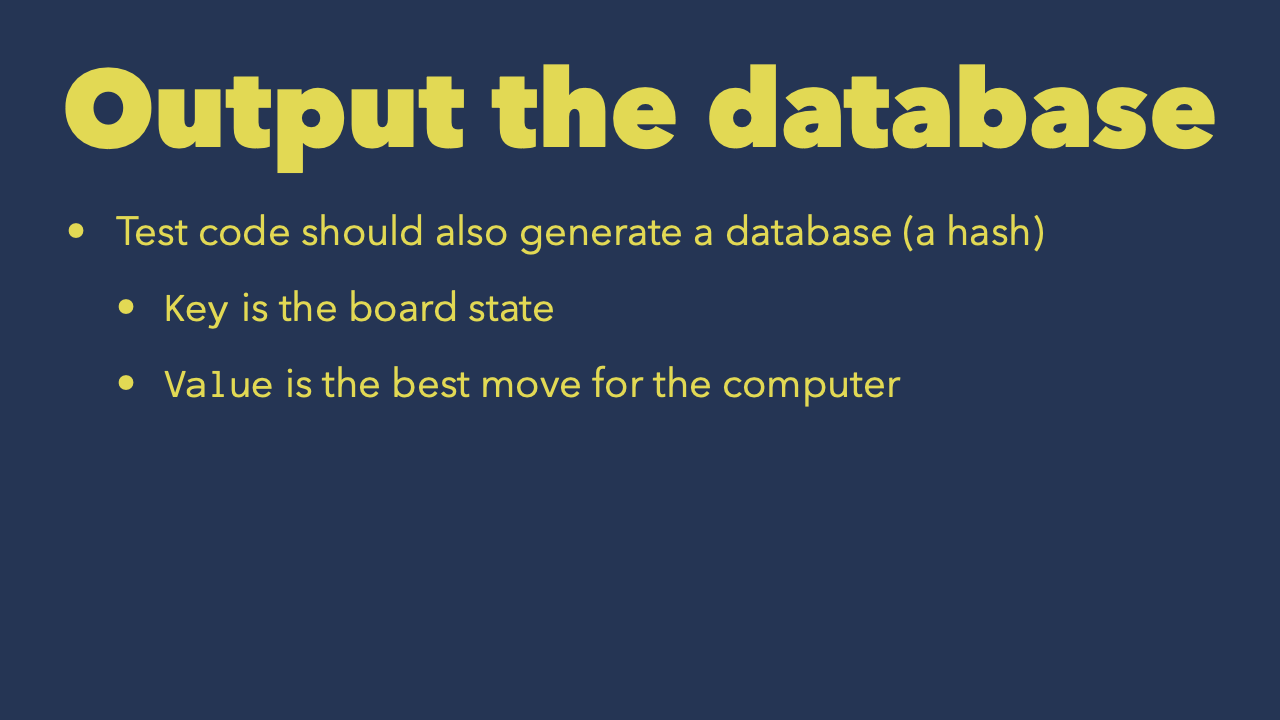 Output the database
• Test code should also generate a database (a hash)
• Key is the board state
• Value is the best move for the computer